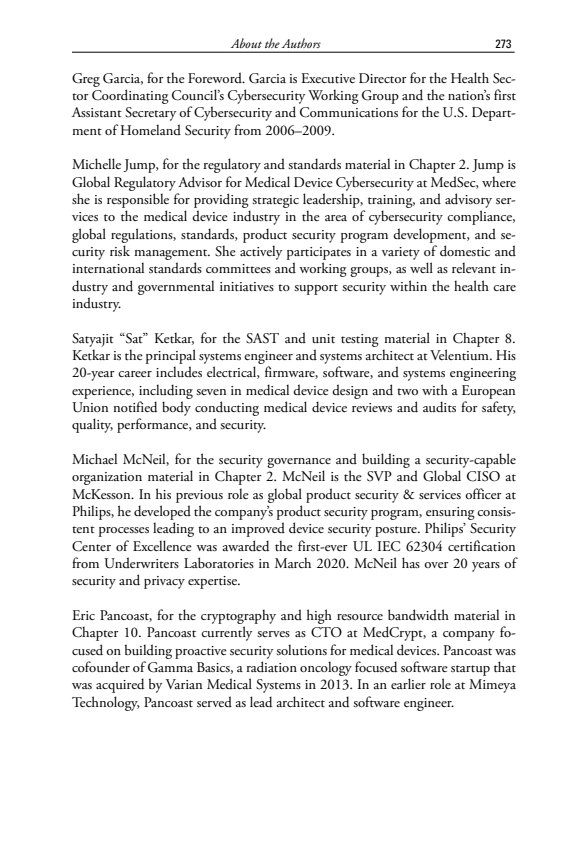 About the Authors 273
Greg Garcia, for the Foreword. Garcia is Executive Director for the Health Sec-
tor Coordinating Council’s Cybersecurity Working Group and the nation’s first
Assistant Secretary of Cybersecurity and Communications for the U.S. Depart-
ment of Homeland Security from 2006–2009.
Michelle Jump, for the regulatory and standards material in Chapter 2. Jump is
Global Regulatory Advisor for Medical Device Cybersecurity at MedSec, where
she is responsible for providing strategic leadership, training, and advisory ser-
vices to the medical device industry in the area of cybersecurity compliance,
global regulations, standards, product security program development, and se-
curity risk management. She actively participates in a variety of domestic and
international standards committees and working groups, as well as relevant in-
dustry and governmental initiatives to support security within the health care
industry.
Satyajit “Sat” Ketkar, for the SAST and unit testing material in Chapter 8.
Ketkar is the principal systems engineer and systems architect at Velentium. His
20-year career includes electrical, firmware, software, and systems engineering
experience, including seven in medical device design and two with a European
Union notified body conducting medical device reviews and audits for safety,
quality, performance, and security.
Michael McNeil, for the security governance and building a security-capable
organization material in Chapter 2. McNeil is the SVP and Global CISO at
McKesson. In his previous role as global product security & services officer at
Philips, he developed the company’s product security program, ensuring consis-
tent processes leading to an improved device security posture. Philips’ Security
Center of Excellence was awarded the first-ever UL IEC 62304 certification
from Underwriters Laboratories in March 2020. McNeil has over 20 years of
security and privacy expertise.
Eric Pancoast, for the cryptography and high resource bandwidth material in
Chapter 10. Pancoast currently serves as CTO at MedCrypt, a company fo-
cused on building proactive security solutions for medical devices. Pancoast was
cofounder of Gamma Basics, a radiation oncology focused software startup that
was acquired by Varian Medical Systems in 2013. In an earlier role at Mimeya
Technology, Pancoast served as lead architect and software engineer.